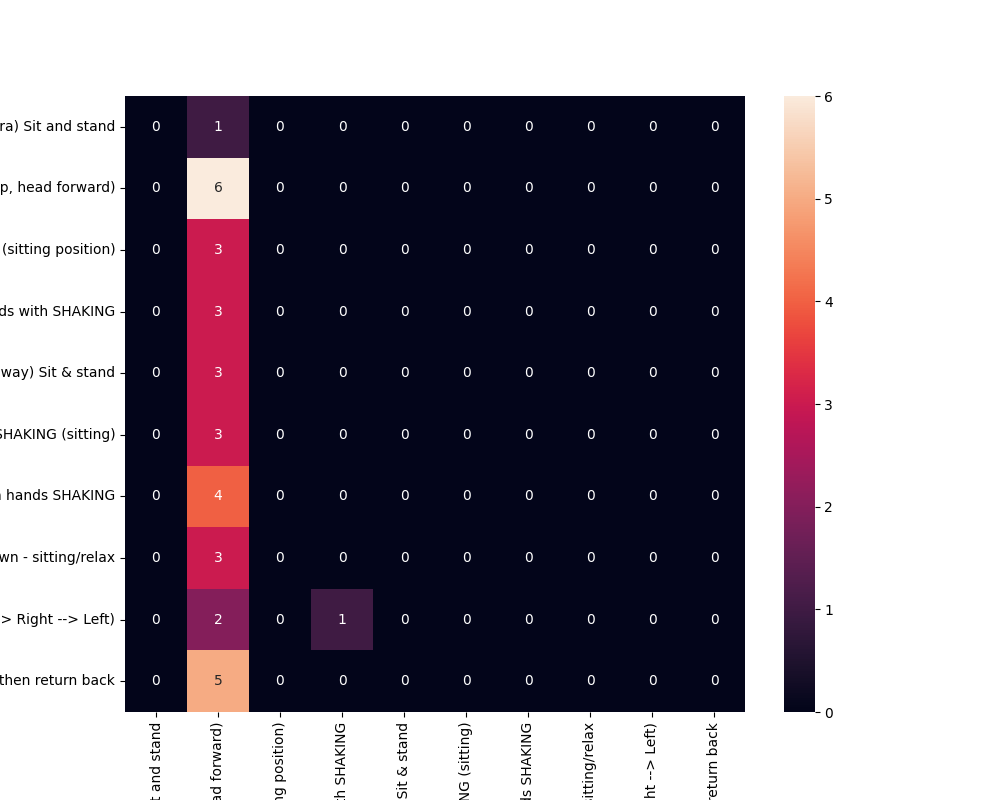 ra) Sit and stand 0 1 0 0 0 0 0 0 0 0
p, head forward) 0 6 0 0 0 0 0 0 0 0
(sitting position) 0 3 0 0 0 0 0 0 0 0
ds with SHAKING 0 3 0 0 0 0 0 0 0 0
way) Sit & stand 0 3 0 0 0 0 0 0 0 0
SHAKING (sitting) 0 3 0 0 0 0 0 0 0 0
hands SHAKING 0 4 0 0 0 0 0 0 0 0
wn - sitting/relax 0 3 0 0 0 0 0 0 0 0
> Right --> Left) 0 2 0 1 0 0 0 0 0 0
then return back 0 5 0 0 0 0 0 0 0 0
t and stand
ad forward)
ng position)
th SHAKING
Sit & stand
NG (sitting)
ds SHAKING
sitting/relax
ht --> Left)
return back
6
5
4
3
2
1
0